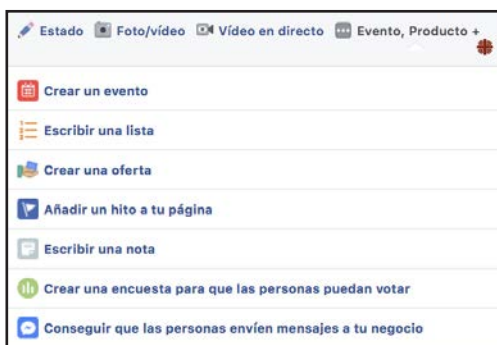 Estado Foto/vídeo Vídeo en directo Evento, Producto +
Crear un evento
Escribir una lista
Crear una oferta
Añadir un hito a tu página
Escribir una nota
Crear una encuesta para que las personas puedan votar
Conseguir que las personas envíen mensajes a tu negocio